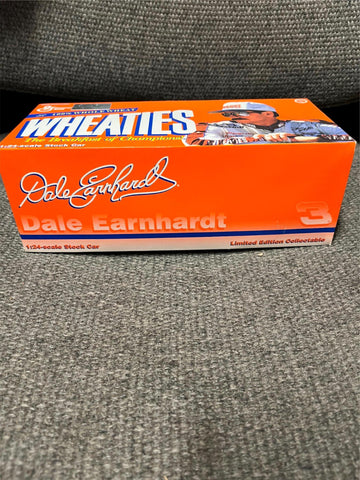 100% WHOLE WHEAT
WHEATIES
The Breakfast of Champions
1:24-scale Stock Car
Dale Earnhardt
Dale Earnhardt
3
1:24-scale Stock Car
Limited Edition Collectable